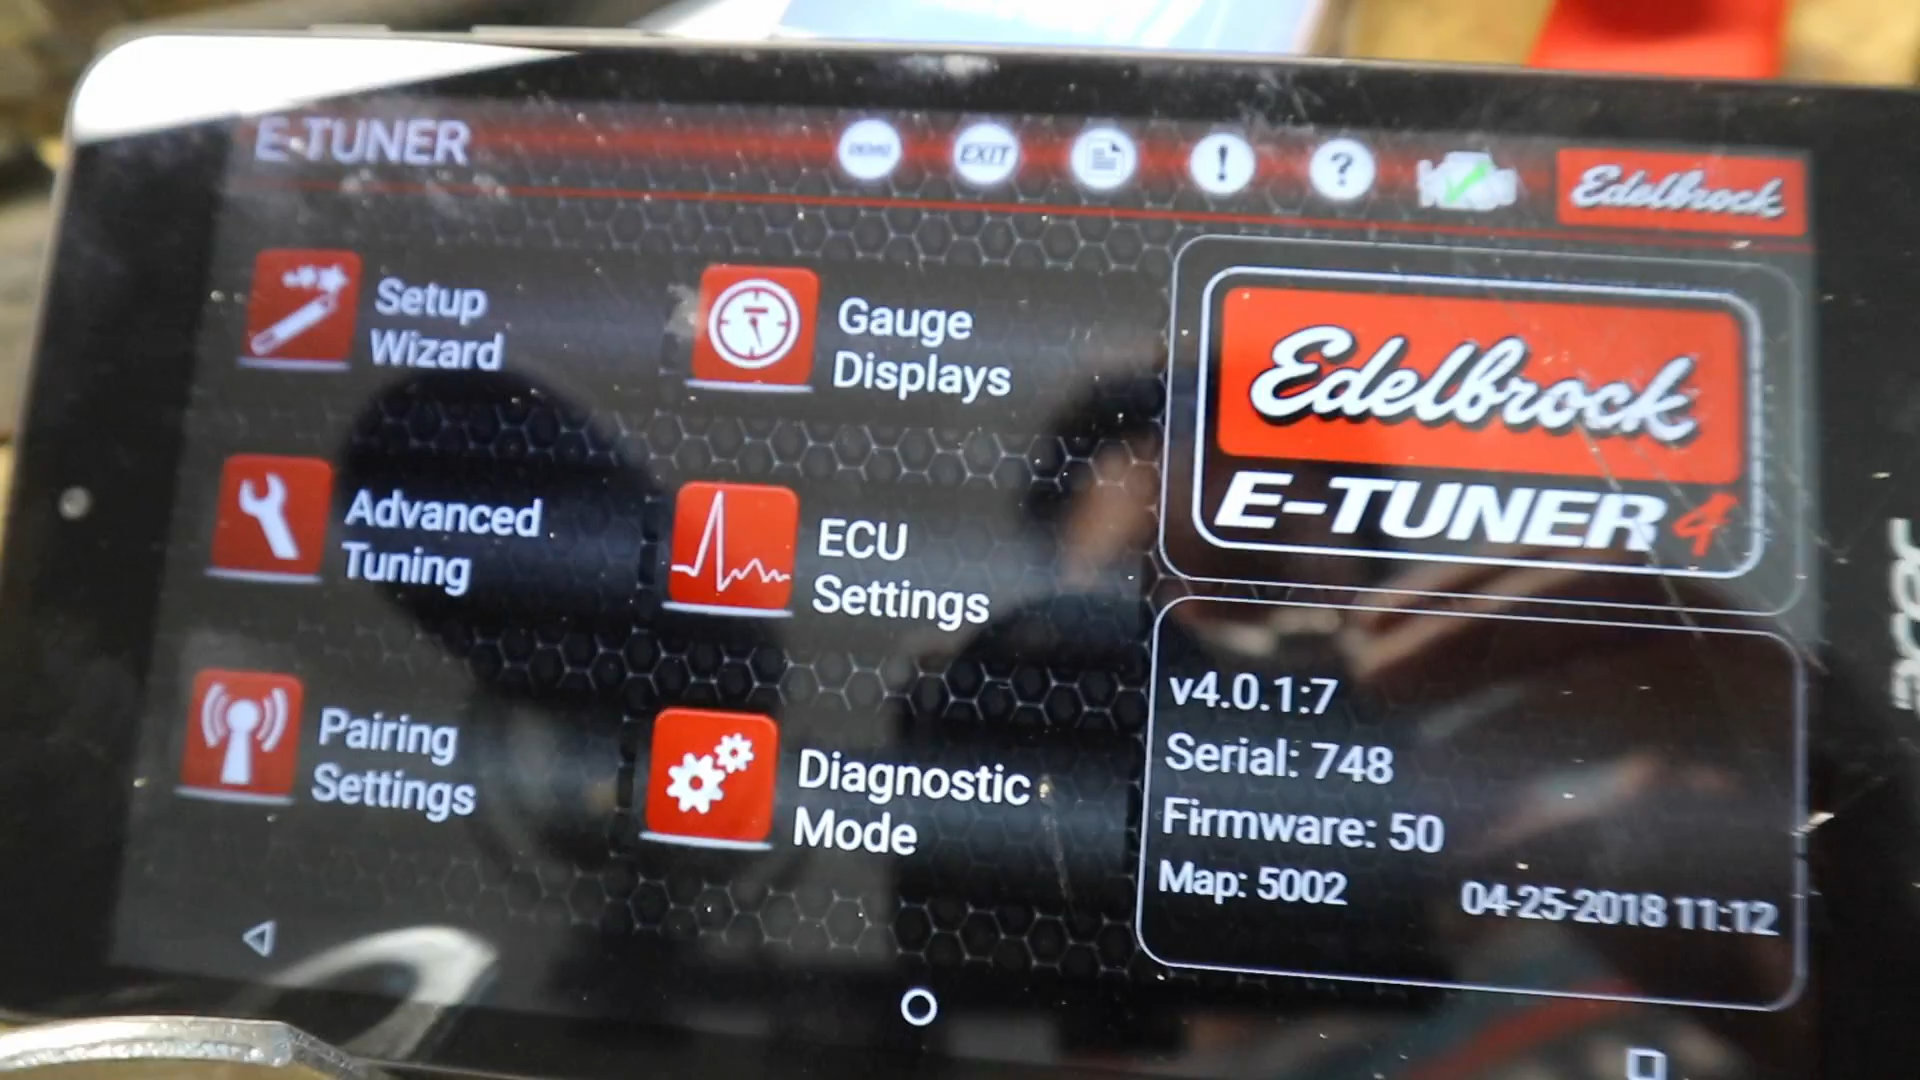 E-TUNER
DEMO
EXIT
!
?
Edelbrock
Setup
Wizard
Gauge
Displays
Advanced
Tuning
ECU
Settings
Pairing
Settings
Diagnostic
Mode
Edelbrock
E-TUNER 4
v4.0.1:7
Serial: 748
Firmware: 50
Map: 5002
04-25-2018 11:12
acer